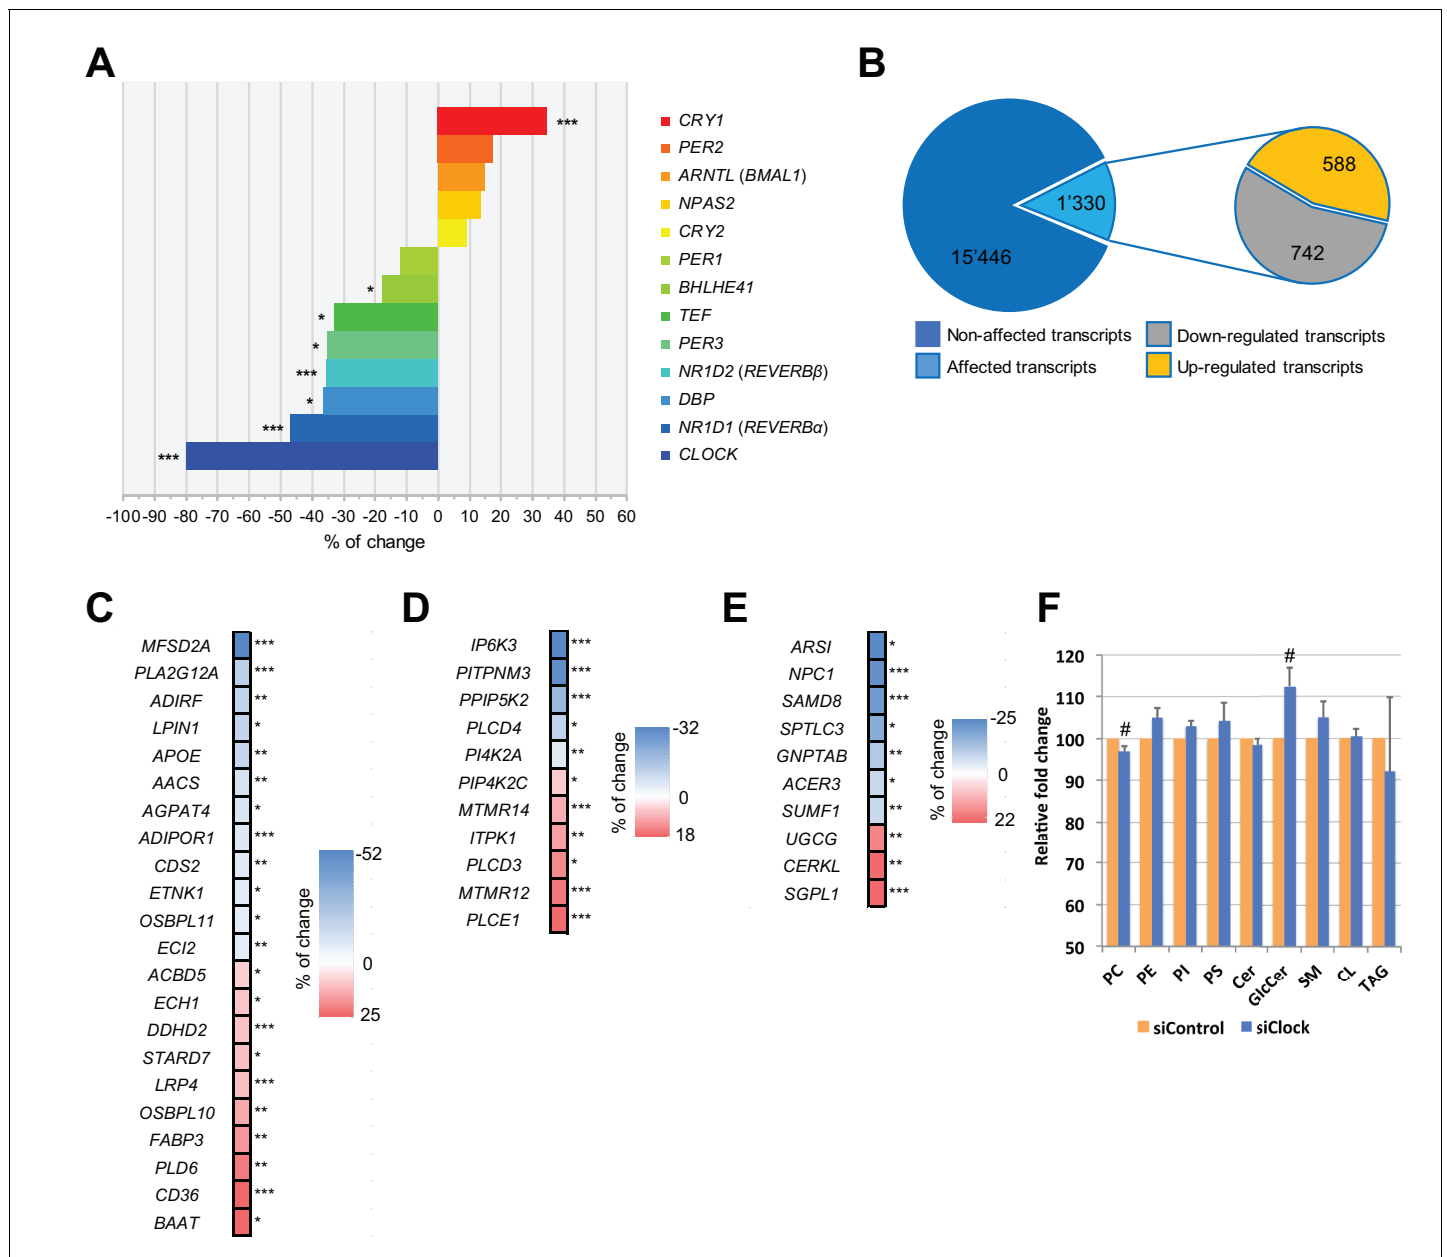 A
***
*
*
*
***
*
***
***
-100 -90 -80 -70 -60 -50 -40 -30 -20 -10 0 10 20 30 40 50 60
% of change
CRY1
PER2
ARNTL (BMAL1)
NPAS2
CRY2
PER1
BHLHE41
TEF
PER3
NR1D2 (REVERBβ)
DBP
NR1D1 (REVERBα)
CLOCK
B
15'446
1'330
588
742
Non-affected transcripts
Affected transcripts
Down-regulated transcripts
Up-regulated transcripts
C
MFSD2A ***
PLA2G12A ***
ADIRF **
LPIN1 *
APOE **
AACS **
AGPAT4 *
ADIPOR1 ***
CDS2 **
ETNK1 *
OSBPL11 *
ECI2 **
ACBD5 *
ECH1 *
DDHD2 ***
STARD7 *
LRP4 ***
OSBPL10 **
FABP3 **
PLD6 **
CD36 ***
BAAT *
% of change
-52
0
25
D
IP6K3 ***
PITPNM3 ***
PPIP5K2 ***
PLCD4 *
PI4K2A **
PIP4K2C *
MTMR14 ***
ITPK1 **
PLCD3 *
MTMR12 ***
PLCE1 ***
% of change
-32
0
18
E
ARSI *
NPC1 ***
SAMD8 ***
SPTLC3 *
GNPTAB **
ACER3 *
SUMF1 **
UGCG **
CERKL **
SGPL1 ***
% of change
-25
0
22
F
Relative fold change
120
110
100
90
80
70
60
50
#
#
PC PE PI PS Cer GlcCer SM CL TAG
siControl siClock